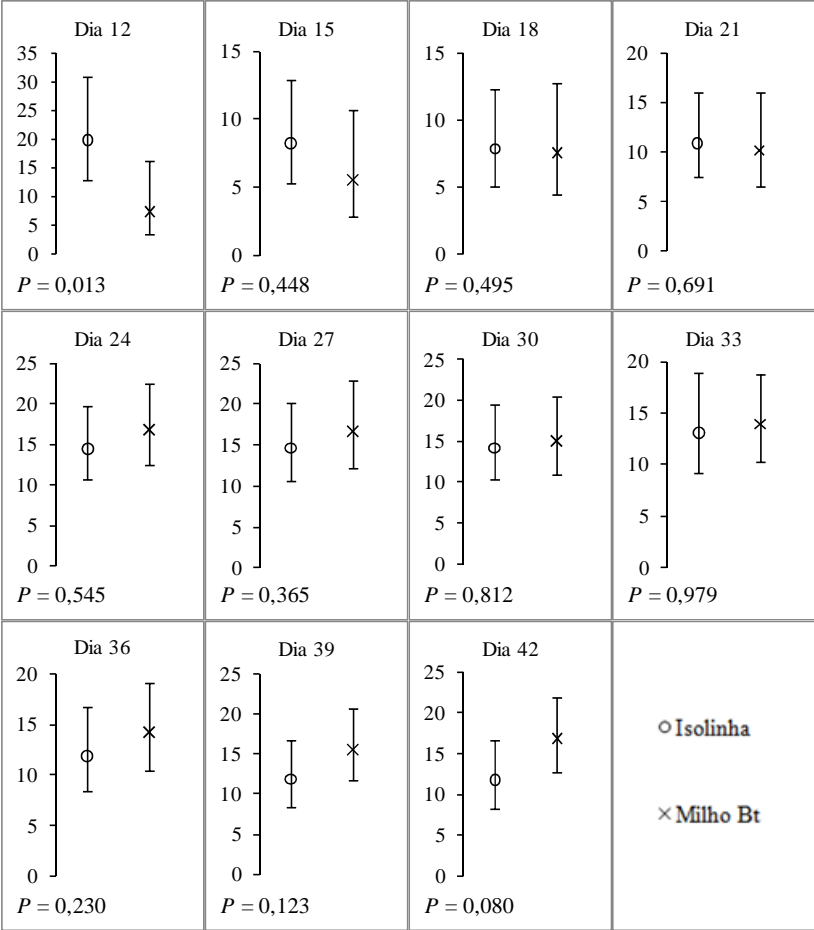 Dia 12
35
30
25
20
15
10
5
0
P = 0,013
Dia 15
15
10
5
0
P = 0,448
Dia 18
15
10
5
0
P = 0,495
Dia 21
20
15
10
5
0
P = 0,691
Dia 24
25
20
15
10
5
0
P = 0,545
Dia 27
25
20
15
10
5
0
P = 0,365
Dia 30
25
20
15
10
5
0
P = 0,812
Dia 33
20
15
10
5
0
P = 0,979
Dia 36
20
15
10
5
0
P = 0,230
Dia 39
25
20
15
10
5
0
P = 0,123
Dia 42
25
20
15
10
5
0
P = 0,080
Isolinha
Milho Bt